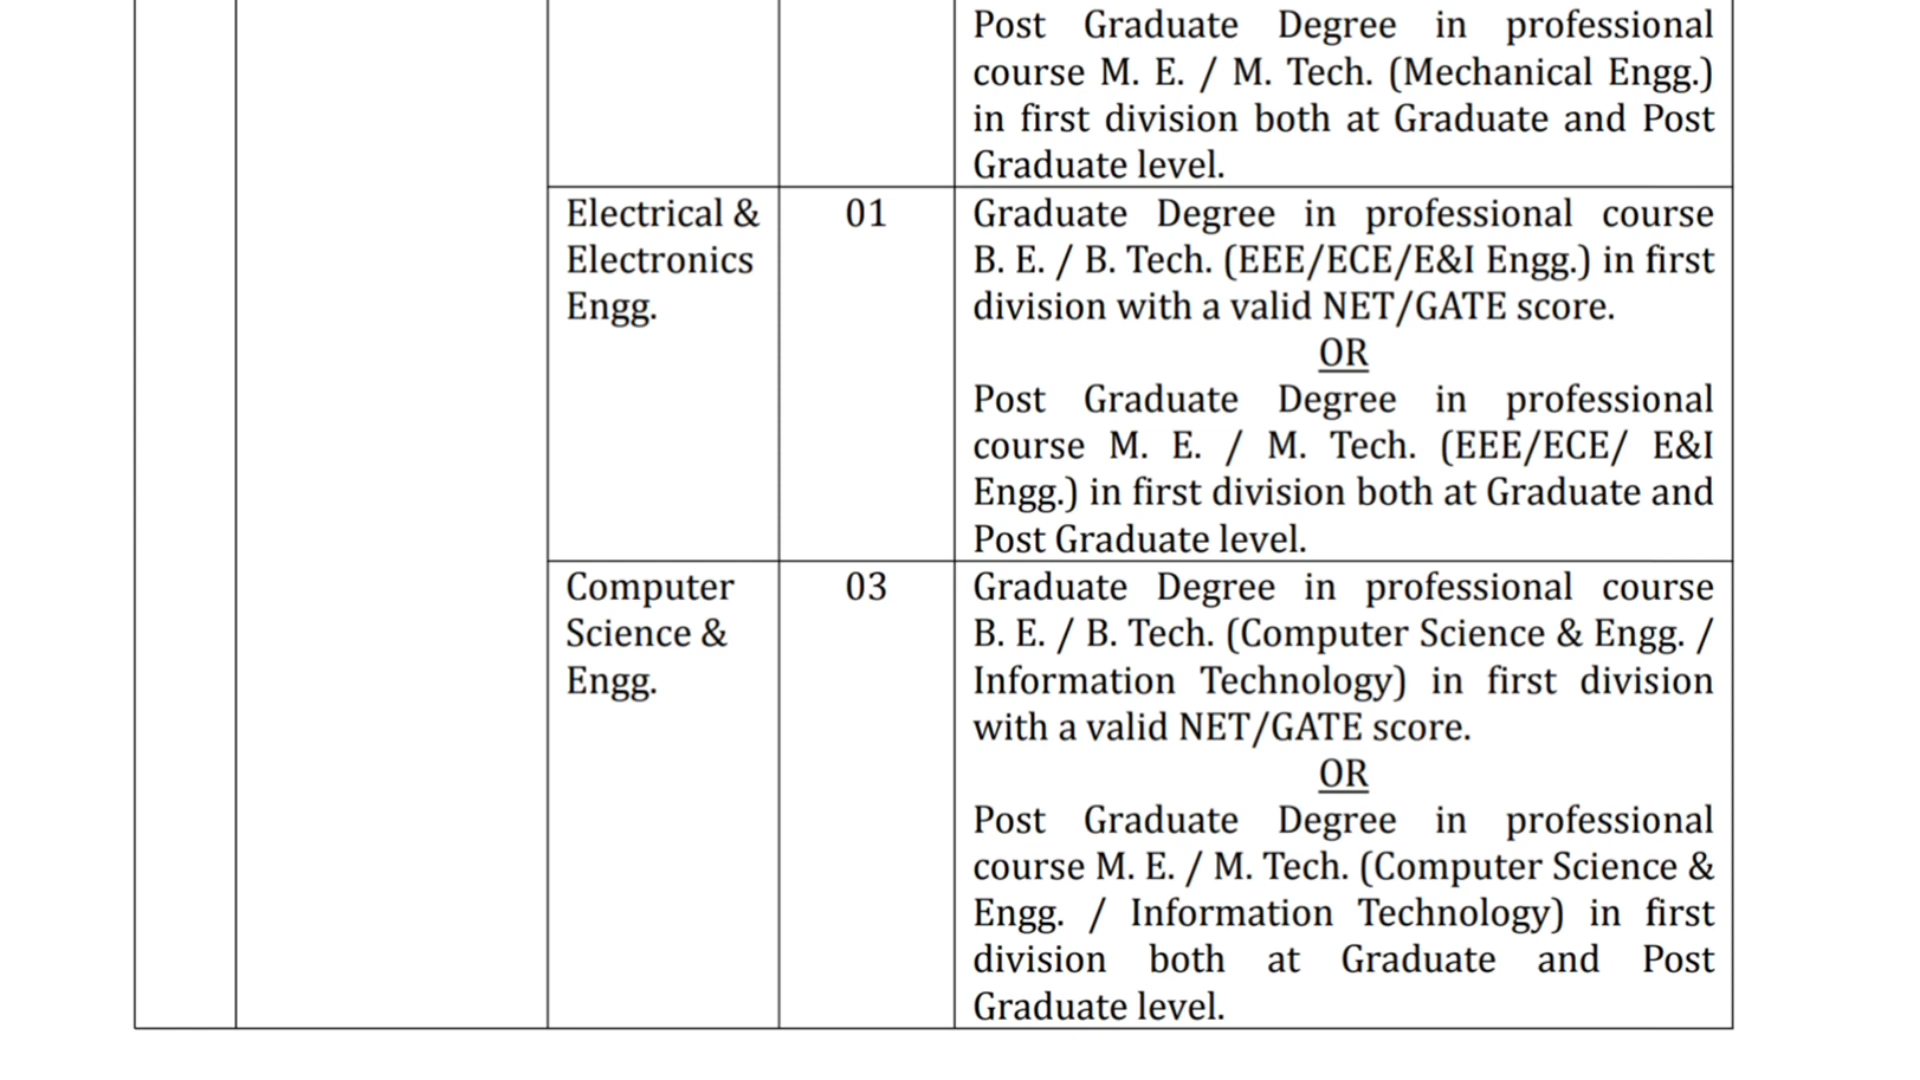 Post Graduate Degree in professional
course M. E. / M. Tech. (Mechanical Engg.)
in first division both at Graduate and Post
Graduate level.
Electrical &
Electronics
Engg.
01
Graduate Degree in professional course
B. E. / B. Tech. (EEE/ECE/E&I Engg.) in first
division with a valid NET/GATE score.
OR
Post Graduate Degree in professional
course M. E. / M. Tech. (EEE/ECE/ E&I
Engg.) in first division both at Graduate and
Post Graduate level.
Computer
Science &
Engg.
03
Graduate Degree in professional course
B. E. / B. Tech. (Computer Science & Engg. /
Information Technology) in first division
with a valid NET/GATE score.
OR
Post Graduate Degree in professional
course M. E. / M. Tech. (Computer Science &
Engg. / Information Technology) in first
division both at Graduate and Post
Graduate level.